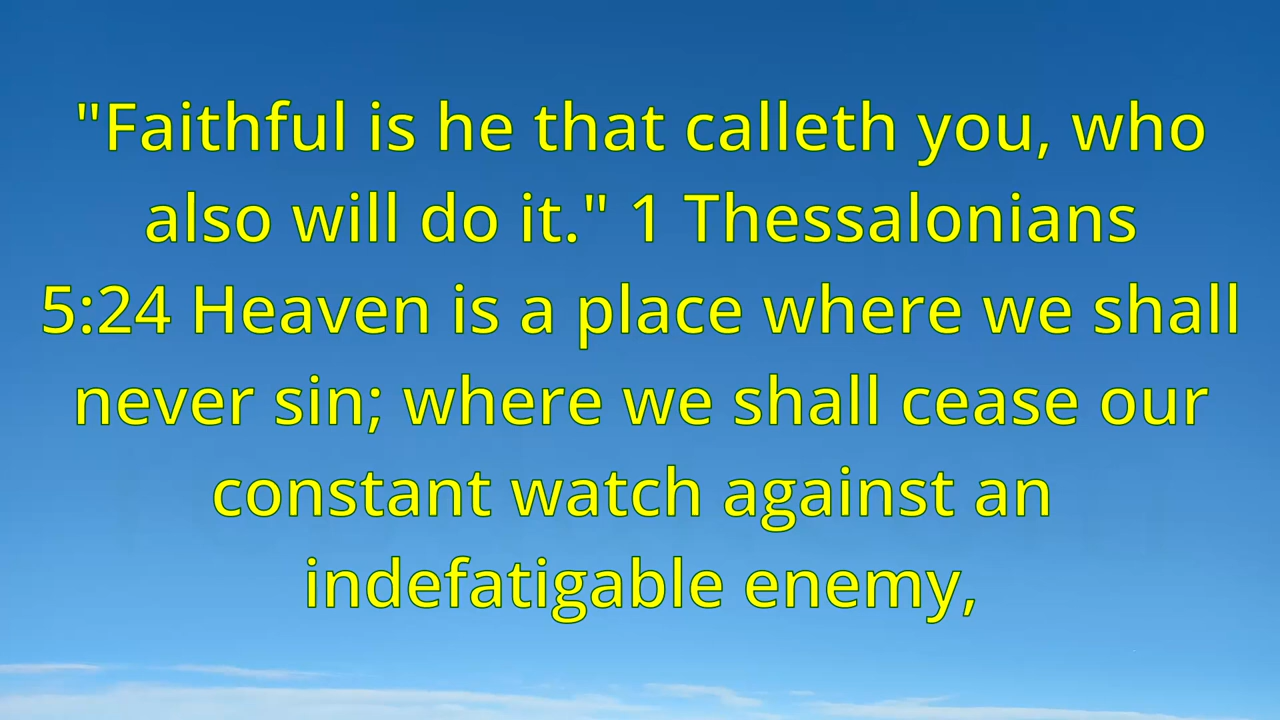 "Faithful is he that calleth you, who
also will do it." 1 Thessalonians
5:24 Heaven is a place where we shall
never sin; where we shall cease our
constant watch against an
indefatigable enemy,